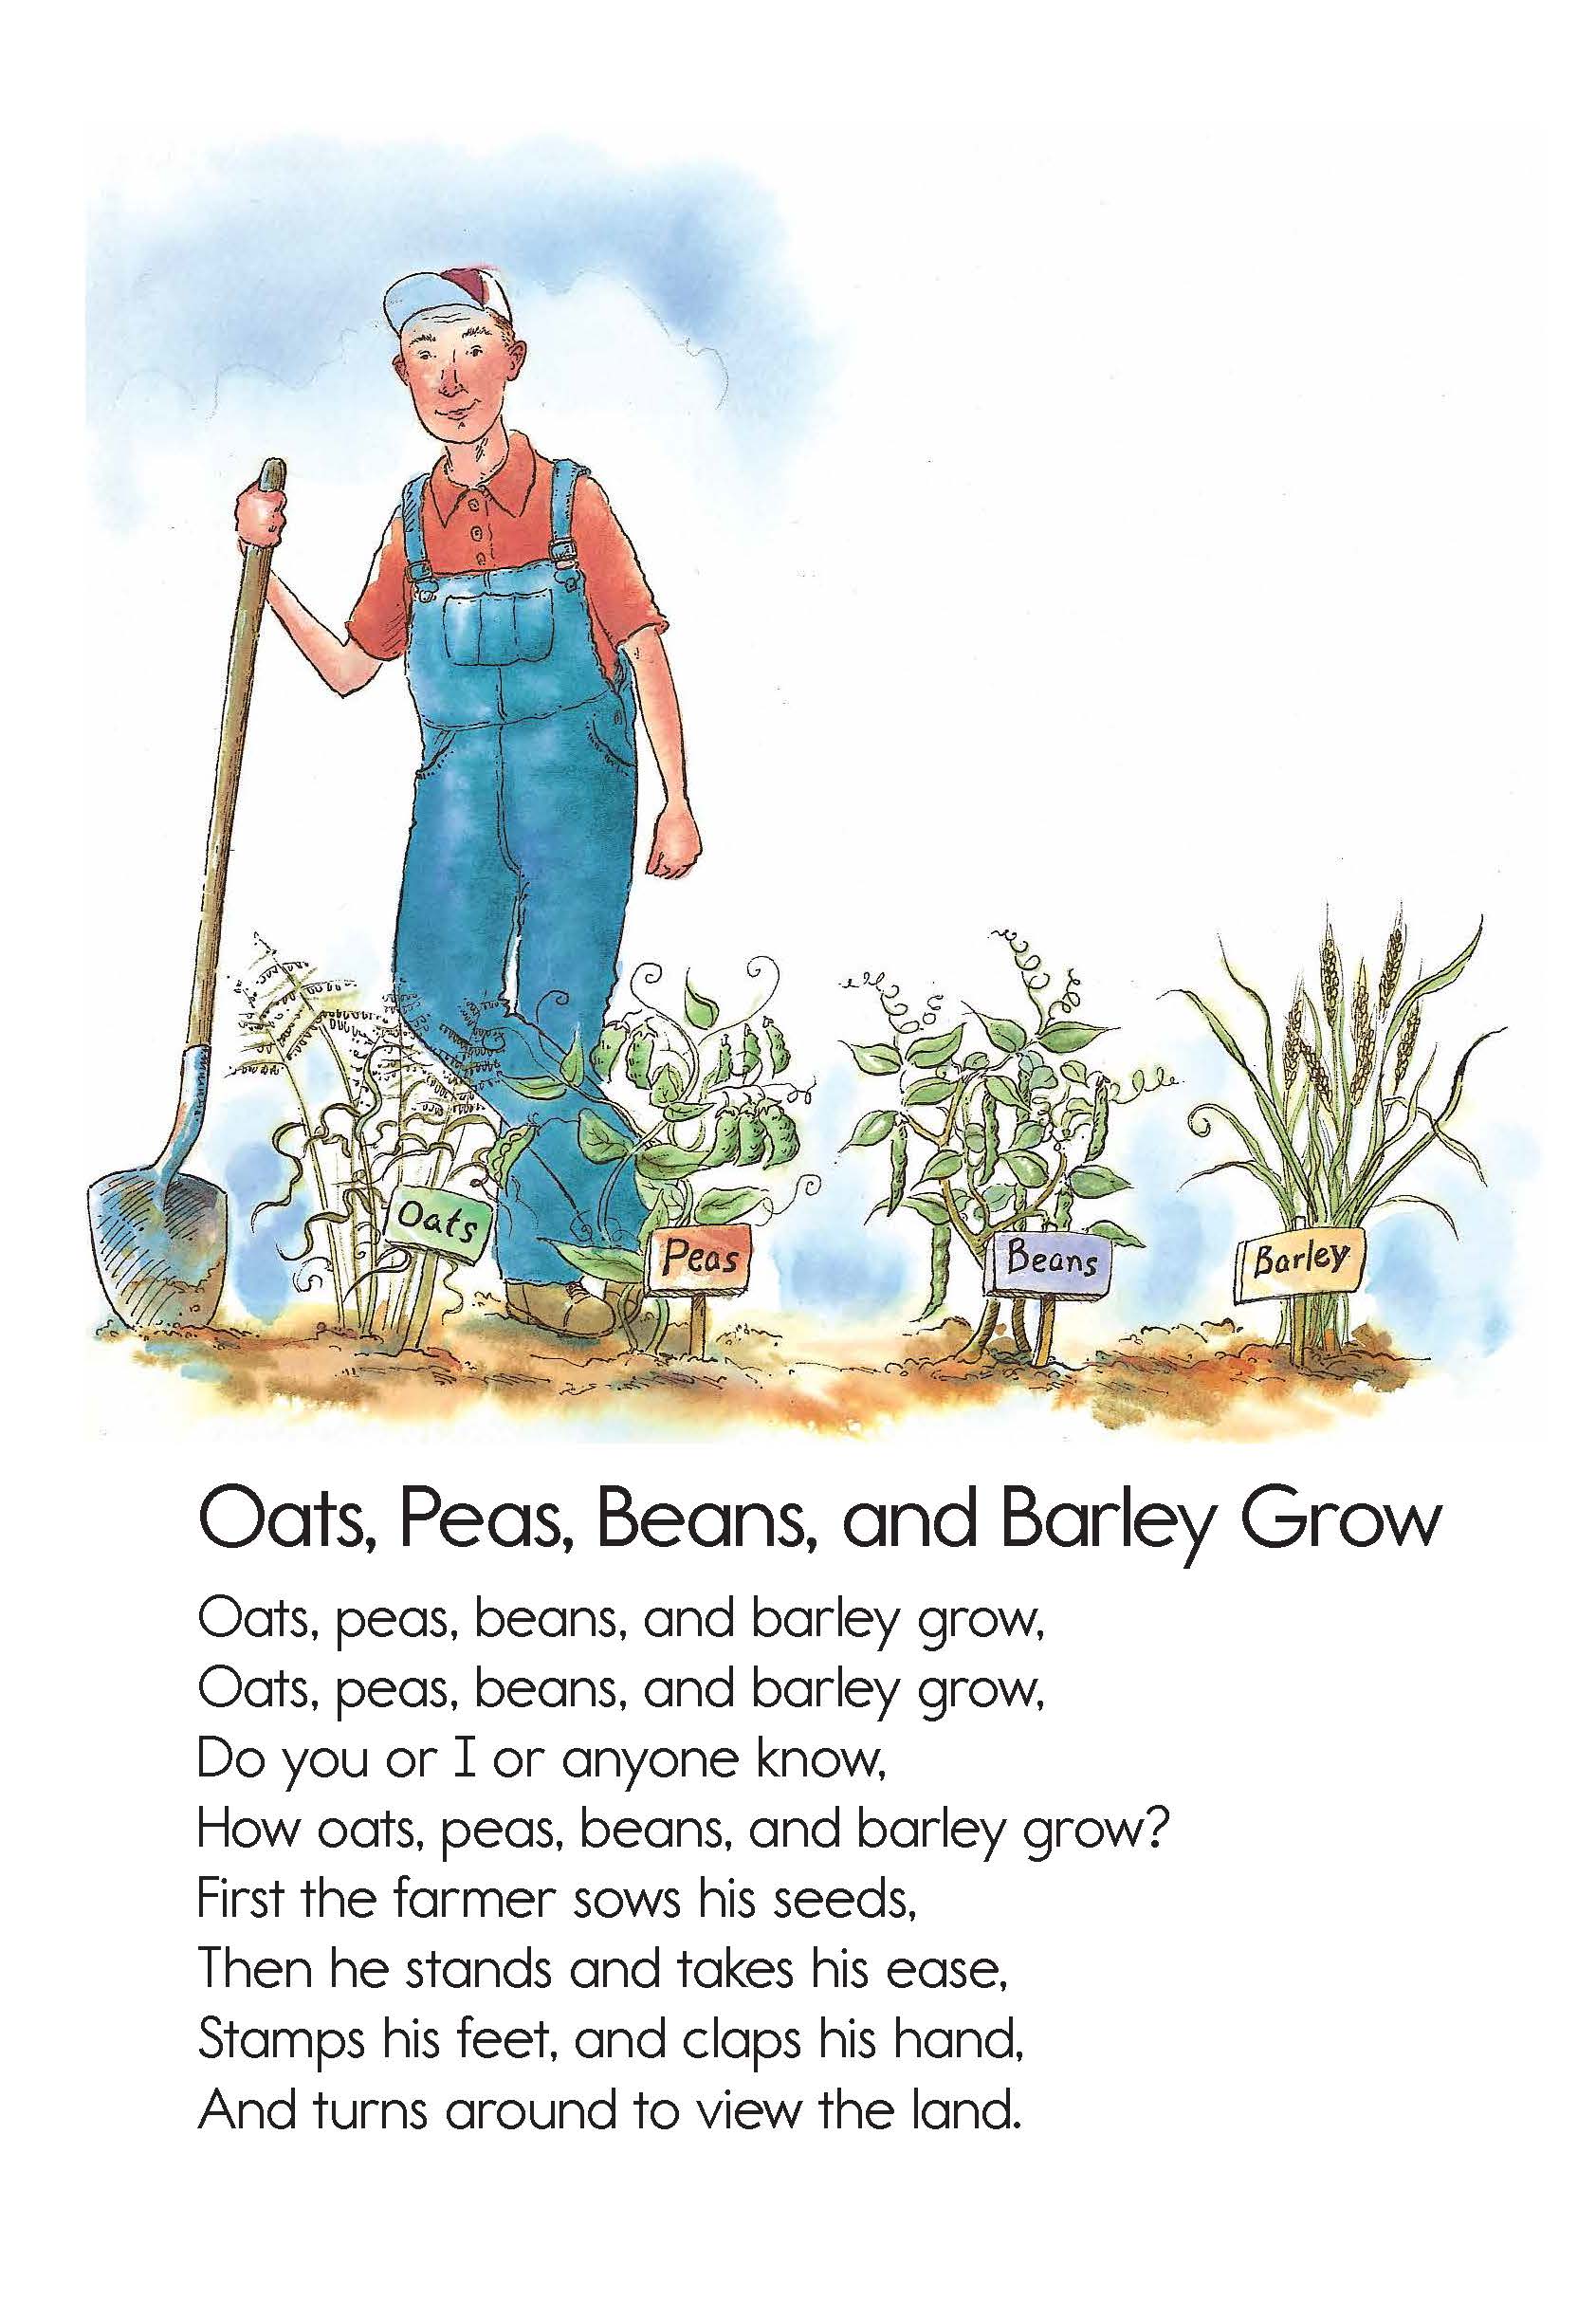 Oats
Peas
Beans
Barley
Oats, Peas, Beans, and Barley Grow
Oats, peas, beans, and barley grow,
Oats, peas, beans, and barley grow,
Do you or I or anyone know,
How oats, peas, beans, and barley grow?
First the farmer sows his seeds,
Then he stands and takes his ease,
Stamps his feet, and claps his hand,
And turns around to view the land.